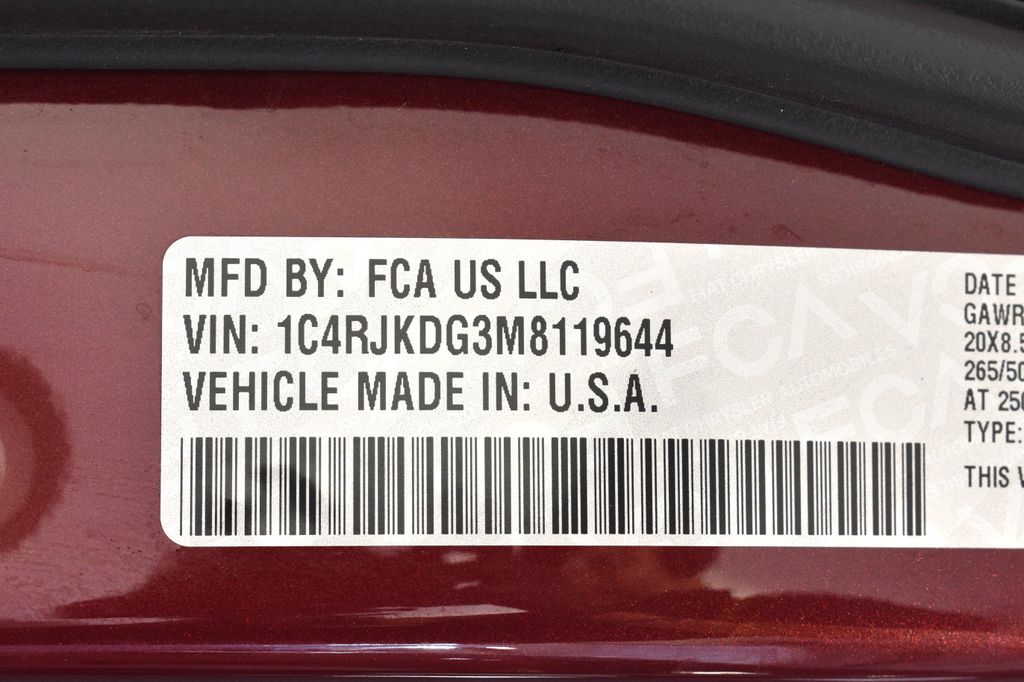 MFD BY: FCA US LLC
VIN: 1C4RJKDG3M8119644
VEHICLE MADE IN: U.S.A.
DATE
GAWR
20X8.5
265/50
AT 250
TYPE:
THIS